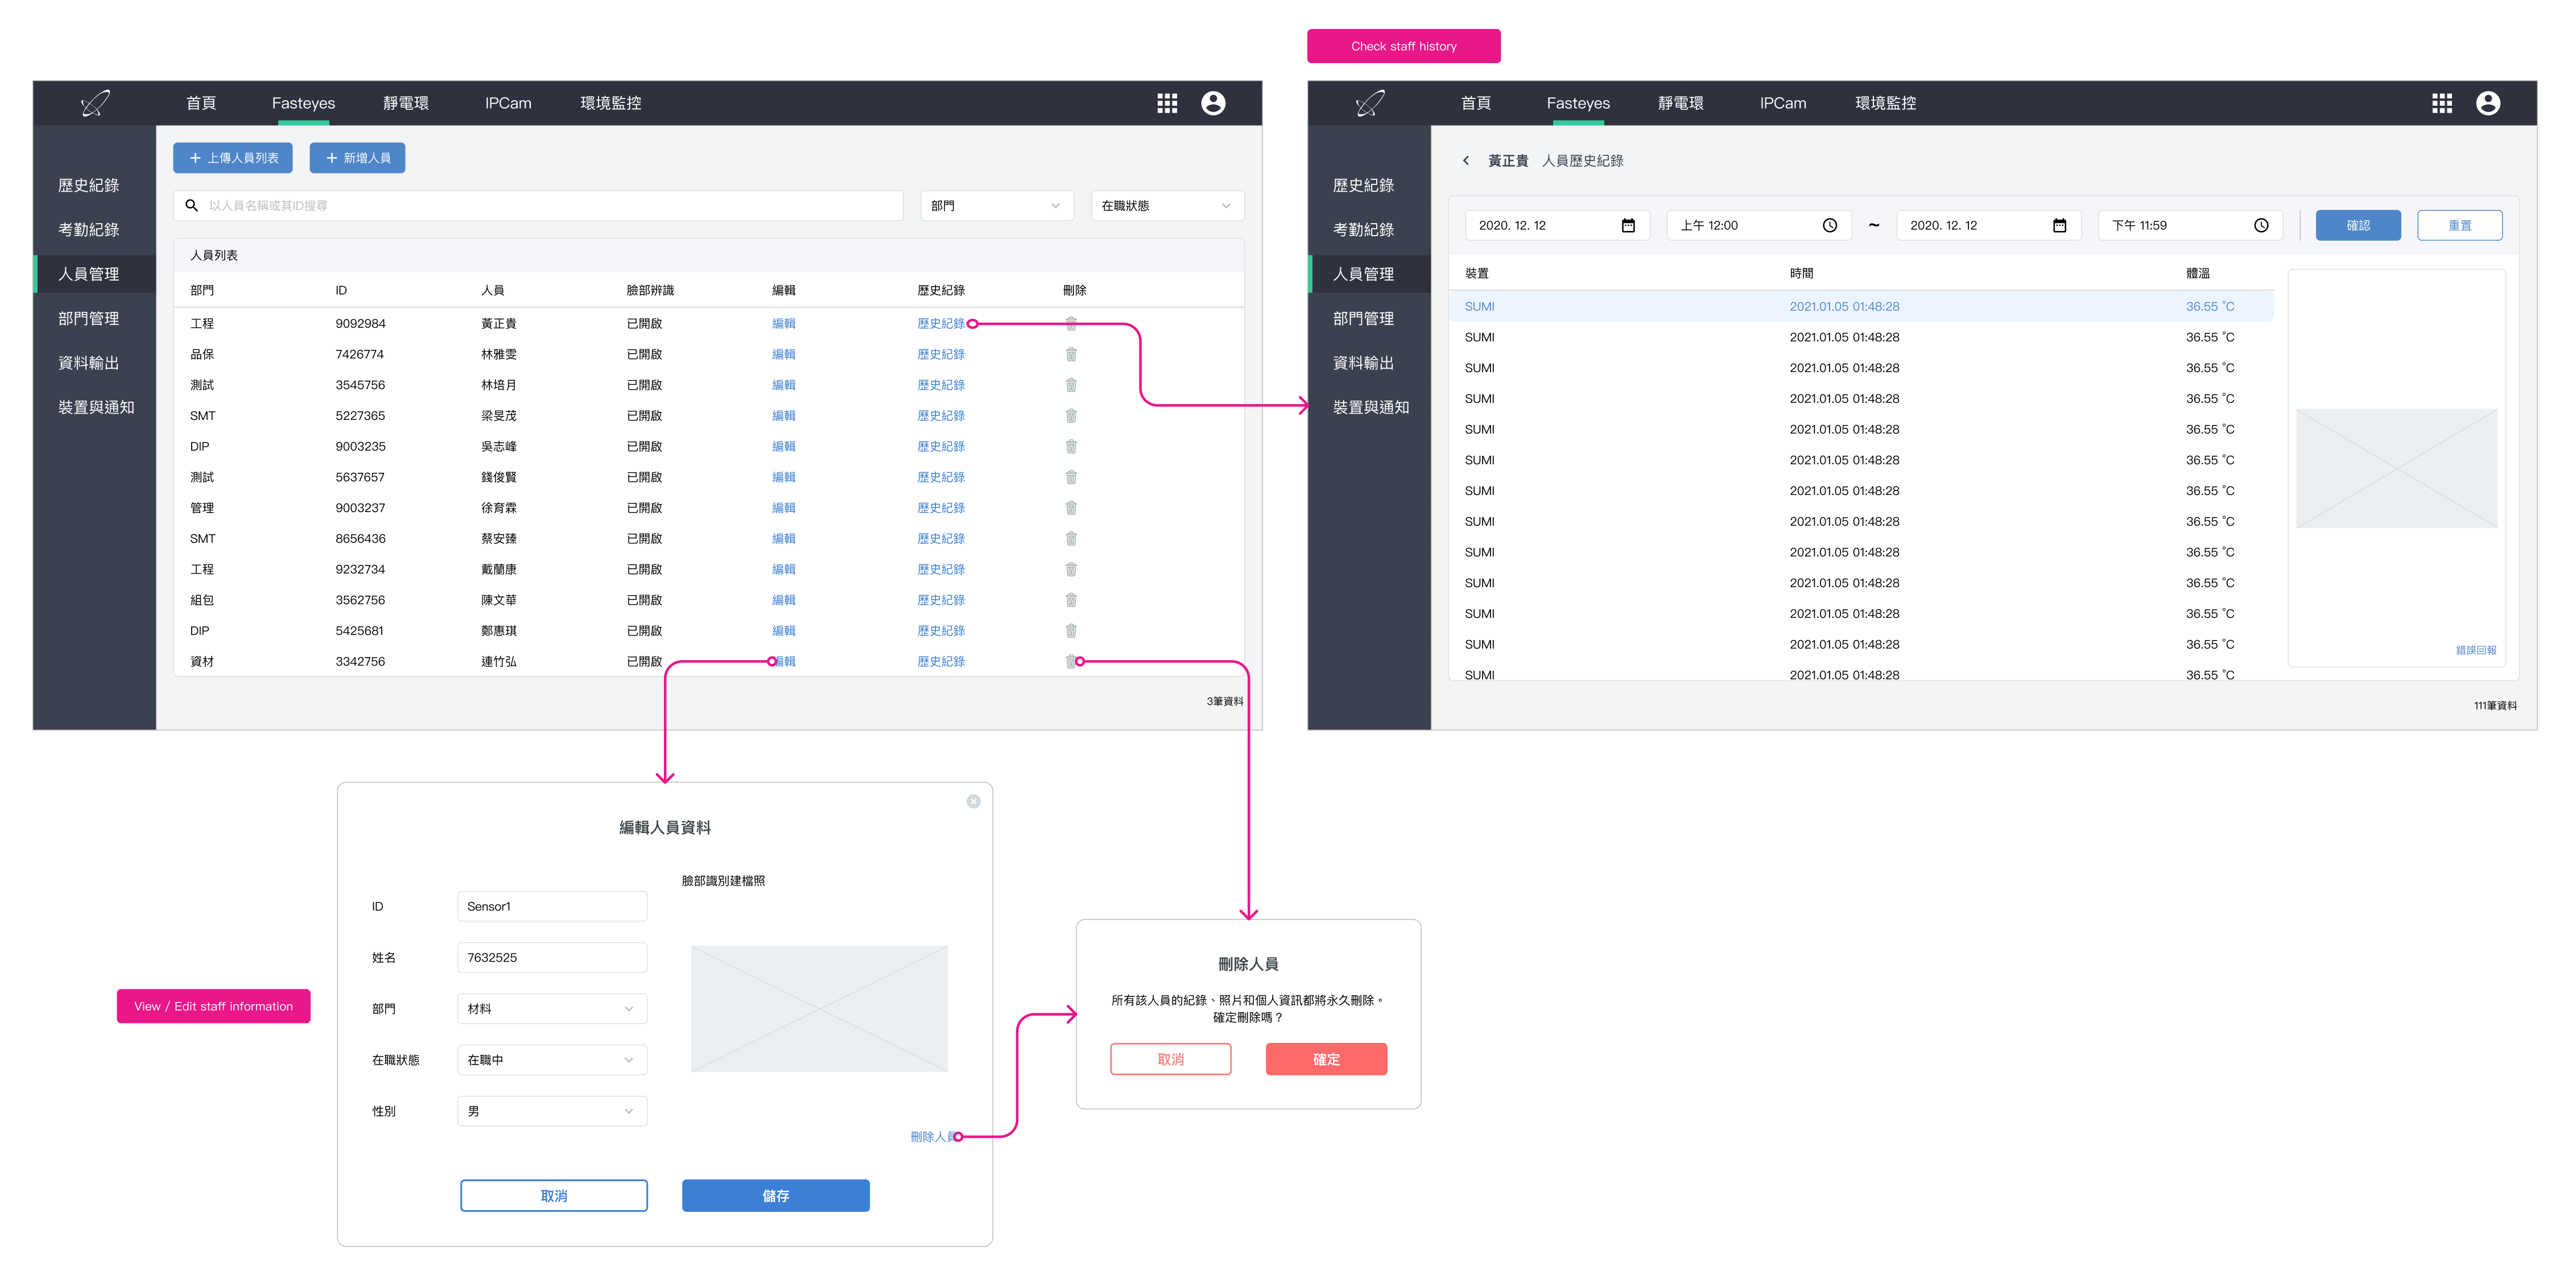 Check staff history
首頁 Fasteyes 靜電環 IPCam 環境監控
歷史紀錄
考勤紀錄
人員管理
部門管理
資料輸出
裝置與通知
+ 上傳人員列表 + 新增人員
以人員名稱或其ID搜尋 部門 在職狀態
人員列表
部門 ID 人員 臉部辨識 編輯 歷史紀錄 刪除
工程 9092984 黃正貴 已開啟 編輯 歷史紀錄
品保 7426774 林雅雯 已開啟 編輯 歷史紀錄
測試 3545756 林培月 已開啟 編輯 歷史紀錄
SMT 5227365 梁旻茂 已開啟 編輯 歷史紀錄
DIP 9003235 吳志峰 已開啟 編輯 歷史紀錄
測試 5637657 錢俊賢 已開啟 編輯 歷史紀錄
管理 9003237 徐育霖 已開啟 編輯 歷史紀錄
SMT 8656436 蔡安臻 已開啟 編輯 歷史紀錄
工程 9232734 戴蘭康 已開啟 編輯 歷史紀錄
組包 3562756 陳文華 已開啟 編輯 歷史紀錄
DIP 5425681 鄭惠琪 已開啟 編輯 歷史紀錄
資材 3342756 連竹弘 已開啟 編輯 歷史紀錄
3筆資料
首頁 Fasteyes 靜電環 IPCam 環境監控
歷史紀錄
考勤紀錄
人員管理
部門管理
資料輸出
裝置與通知
黃正貴 人員歷史紀錄
2020. 12. 12 上午 12:00 ~ 2020. 12. 12 下午 11:59 確認 重置
裝置 時間 體溫
SUMI 2021.01.05 01:48:28 36.55 °C
SUMI 2021.01.05 01:48:28 36.55 °C
SUMI 2021.01.05 01:48:28 36.55 °C
SUMI 2021.01.05 01:48:28 36.55 °C
SUMI 2021.01.05 01:48:28 36.55 °C
SUMI 2021.01.05 01:48:28 36.55 °C
SUMI 2021.01.05 01:48:28 36.55 °C
SUMI 2021.01.05 01:48:28 36.55 °C
SUMI 2021.01.05 01:48:28 36.55 °C
SUMI 2021.01.05 01:48:28 36.55 °C
SUMI 2021.01.05 01:48:28 36.55 °C
SUMI 2021.01.05 01:48:28 36.55 °C
SUMI 2021.01.05 01:48:28 36.55 °C
錯誤回報
111筆資料
View / Edit staff information
編輯人員資料
臉部識別建檔照
ID Sensor1
姓名 7632525
部門 材料
在職狀態 在職中
性別 男
刪除人員
取消 儲存
刪除人員
所有該人員的紀錄、照片和個人資訊都將永久刪除。
確定刪除嗎？
取消 確定